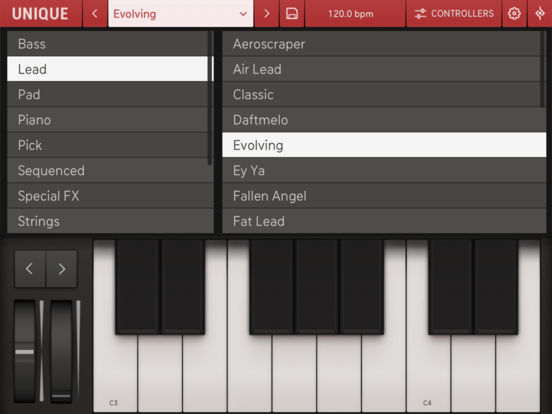 UNIQUE Evolving 120.0 bpm CONTROLLERS
Bass
Lead
Pad
Piano
Pick
Sequenced
Special FX
Strings
Aeroscraper
Air Lead
Classic
Daftmelo
Evolving
Ey Ya
Fallen Angel
Fat Lead
C3 C4